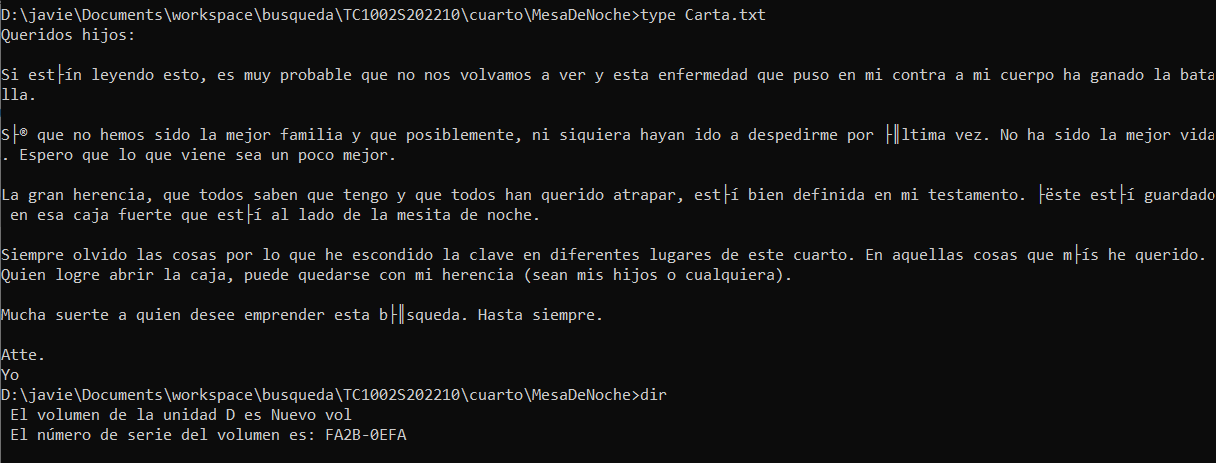 D:\javie\Documents\workspace\busqueda\TC1002S202210\cuarto\MesaDeNoche>type Carta.txt
Queridos hijos:
Si est├ín leyendo esto, es muy probable que no nos volvamos a ver y esta enfermedad que puso en mi contra a mi cuerpo ha ganado la bata
lla.
S├® que no hemos sido la mejor familia y que posiblemente, ni siquiera hayan ido a despedirme por ├║ltima vez. No ha sido la mejor vida
. Espero que lo que viene sea un poco mejor.
La gran herencia, que todos saben que tengo y que todos han querido atrapar, est├í bien definida en mi testamento. ├ëste est├í guardado
en esa caja fuerte que est├í al lado de la mesita de noche.
Siempre olvido las cosas por lo que he escondido la clave en diferentes lugares de este cuarto. En aquellas cosas que m├ís he querido.
Quien logre abrir la caja, puede quedarse con mi herencia (sean mis hijos o cualquiera).
Mucha suerte a quien desee emprender esta b├║squeda. Hasta siempre.
Atte.
Yo
D:\javie\Documents\workspace\busqueda\TC1002S202210\cuarto\MesaDeNoche>dir
El volumen de la unidad D es Nuevo vol
El número de serie del volumen es: FA2B-0EFA